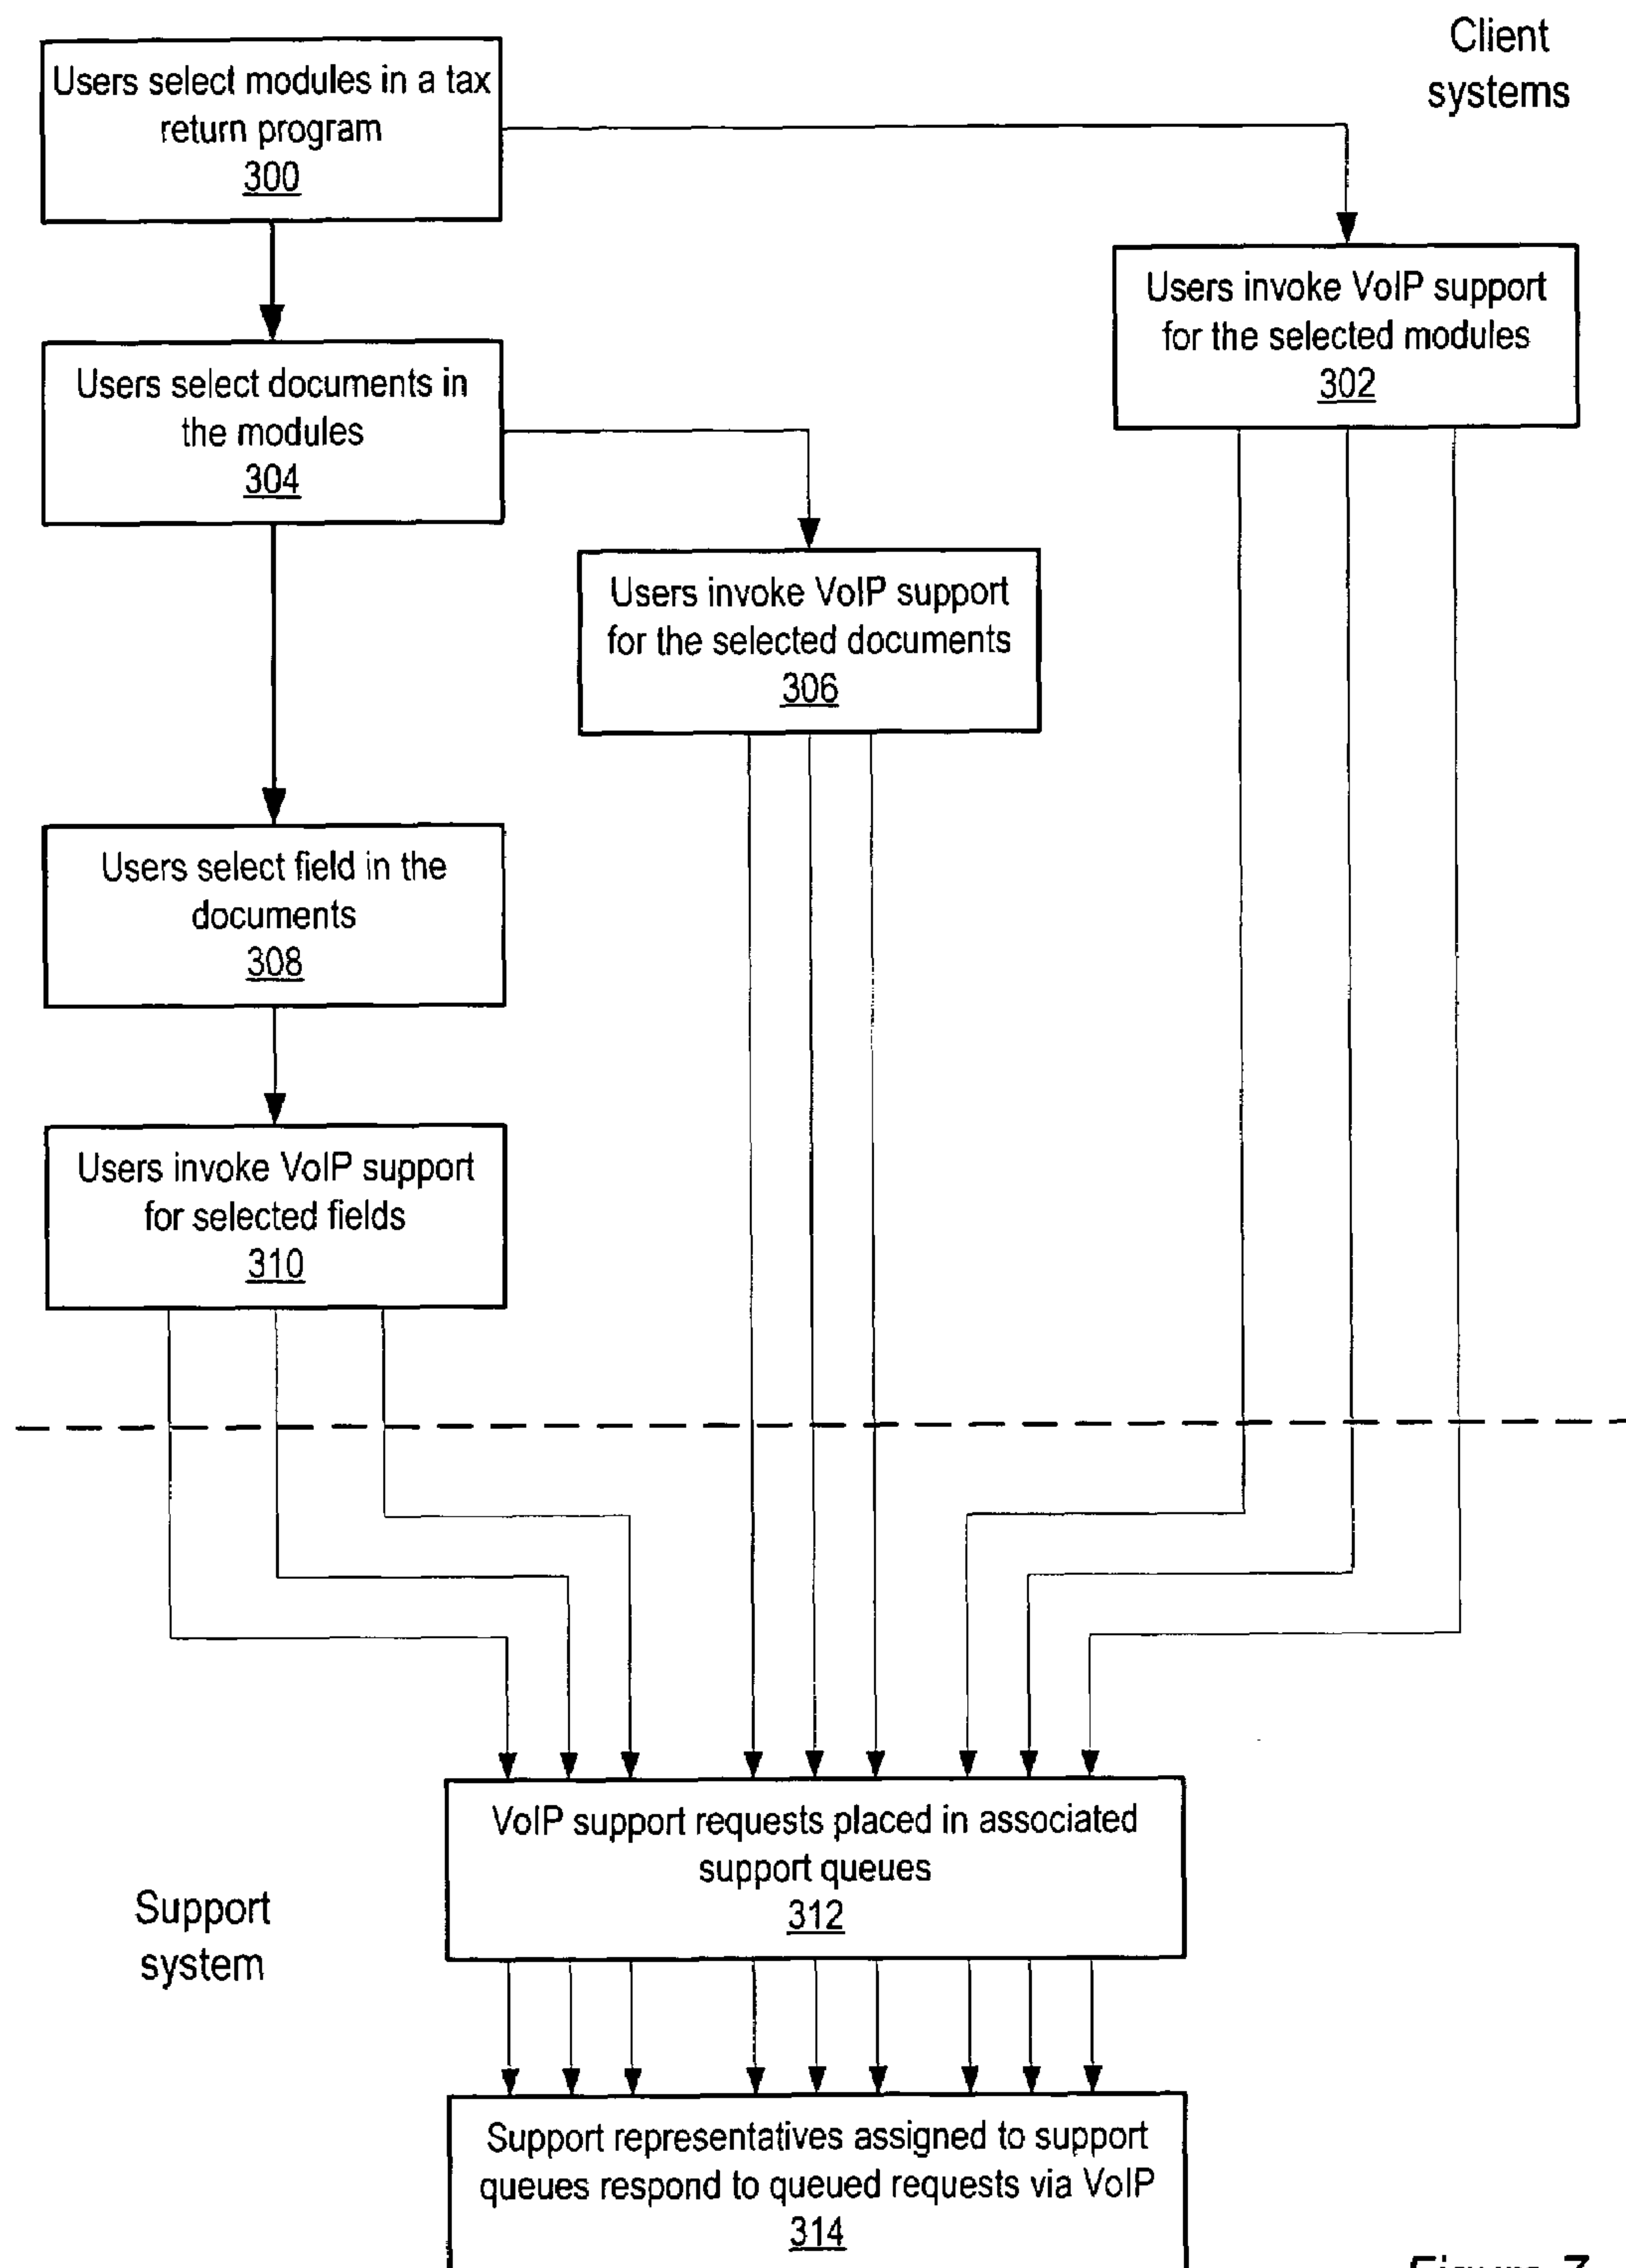 Client
systems
Users select modules in a tax
return program
300
Users invoke VoIP support
for the selected modules
302
Users select documents in
the modules
304
Users invoke VoIP support
for the selected documents
306
Users select field in the
documents
308
Users invoke VoIP support
for selected fields
310
VoIP support requests placed in associated
support queues
312
Support
system
Support representatives assigned to support
queues respond to queued requests via VoIP
314